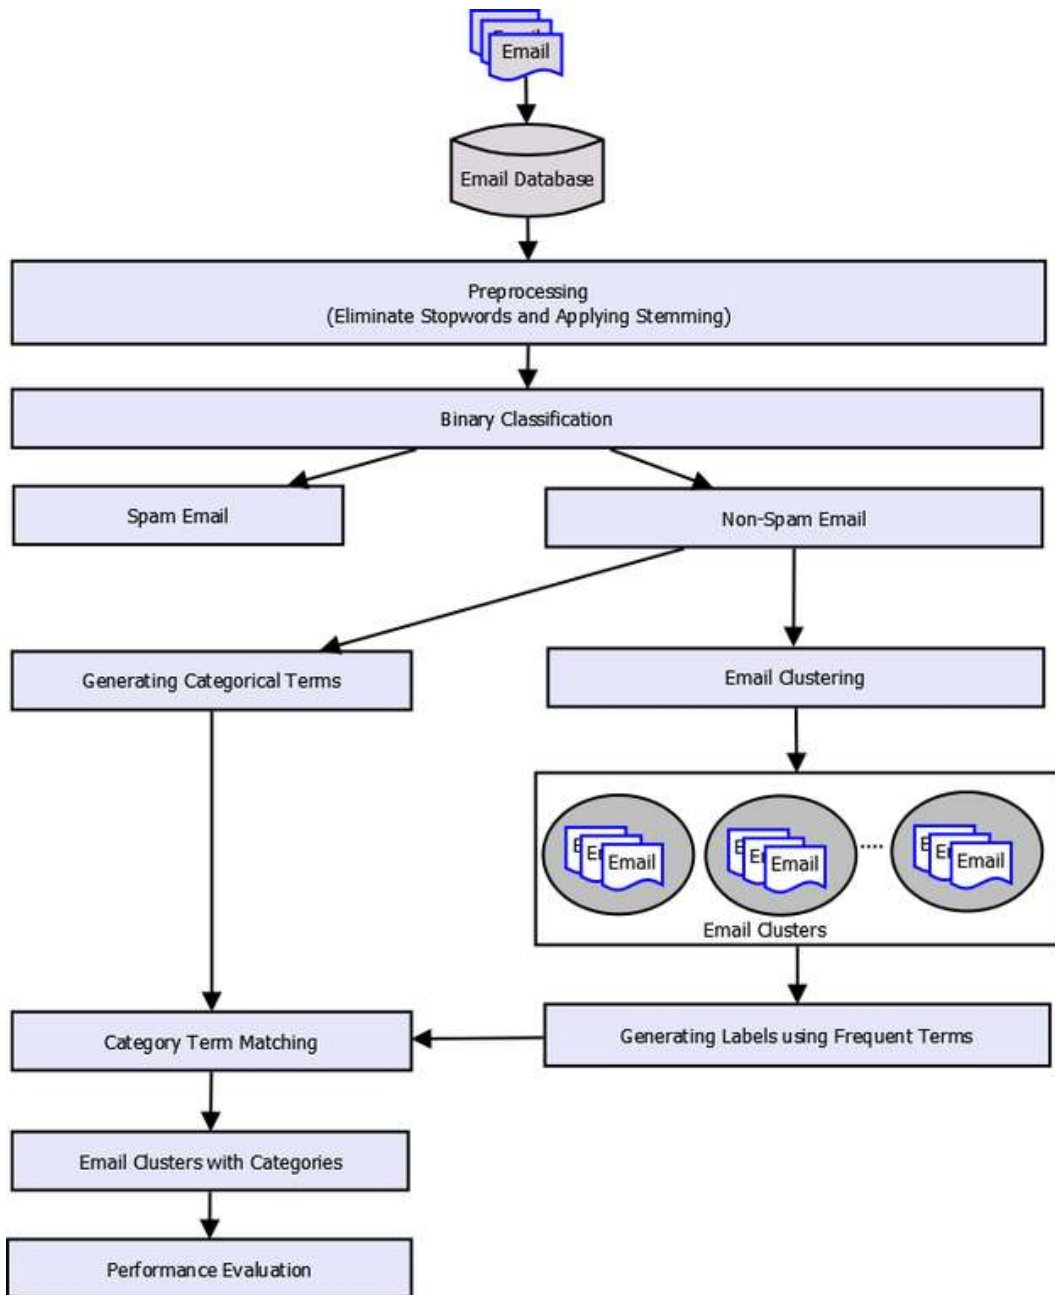 Email
Email Database
Preprocessing
(Eliminate Stopwords and Applying Stemming)
Binary Classification
Spam Email
Non-Spam Email
Generating Categorical Terms
Email Clustering
Email
Email
....
Email
Email Clusters
Category Term Matching
Generating Labels using Frequent Terms
Email Clusters with Categories
Performance Evaluation